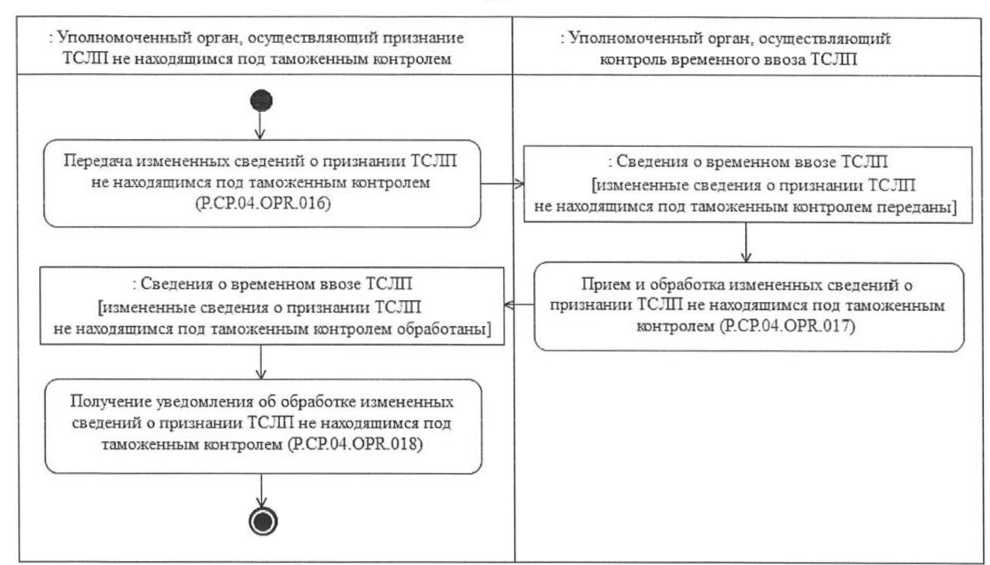 : Уполномоченный орган, осуществляющий признание
ТСЛП не находящимся под таможенным контролем
: Уполномоченный орган, осуществляющий
контроль временного ввоза ТСЛП
Передача измененных сведений о признании ТСЛП
не находящимся под таможенным контролем
(P.CP.04.OPR.016)
: Сведения о временном ввозе ТСЛП
[измененные сведения о признании ТСЛП
не находящимся под таможенным контролем переданы]
Прием и обработка измененных сведений о
признании ТСЛП не находящимся под таможенным
контролем (P.CP.04.OPR.017)
: Сведения о временном ввозе ТСЛП
[измененные сведения о признании ТСЛП
не находящимся под таможенным контролем обработаны]
Получение уведомления об обработке измененных
сведений о признании ТСЛП не находящимся под
таможенным контролем (P.CP.04.OPR.018)